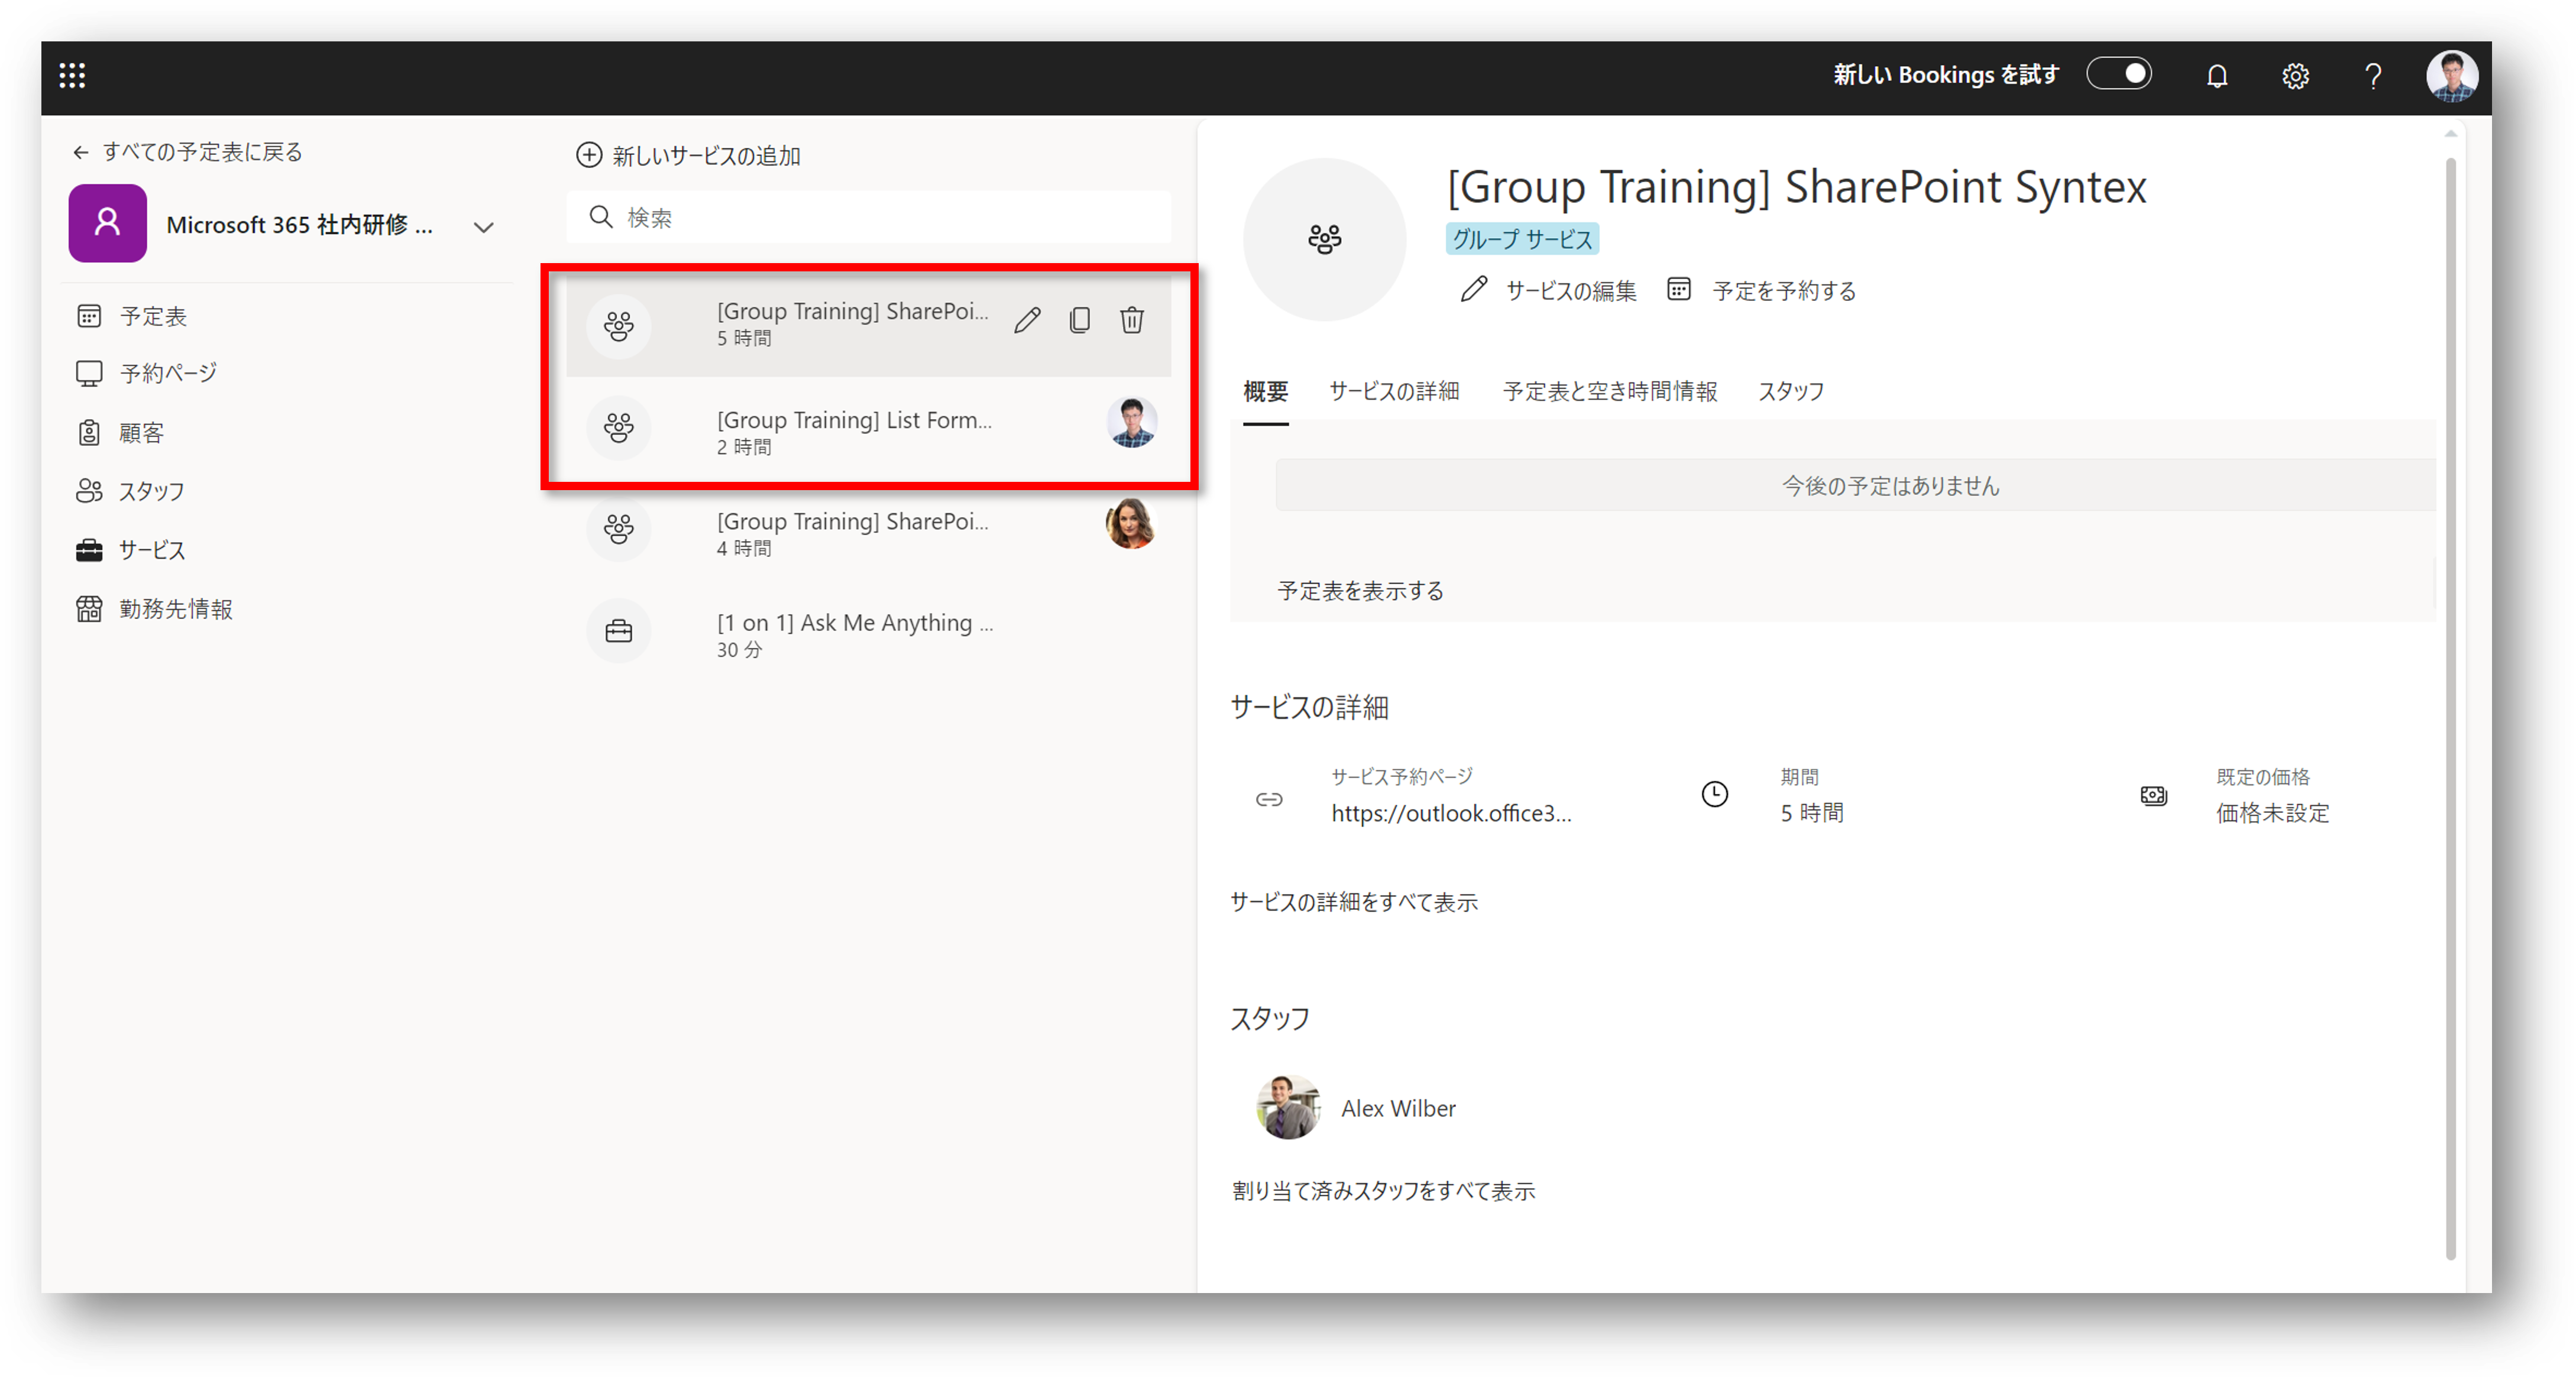 新しい Bookings を試す
← すべての予定表に戻る
Microsoft 365 社内研修 ...
予定表
予約ページ
顧客
スタッフ
サービス
勤務先情報
新しいサービスの追加
検索
[Group Training] SharePoi...
5 時間
[Group Training] List Form...
2 時間
[Group Training] SharePoi...
4 時間
[1 on 1] Ask Me Anything ...
30 分
[Group Training] SharePoint Syntex
グループ サービス
サービスの編集 予定を予約する
概要 サービスの詳細 予定表と空き時間情報 スタッフ
今後の予定はありません
予定表を表示する
サービスの詳細
サービス予約ページ 期間 既定の価格
https://outlook.office3... 5 時間 価格未設定
サービスの詳細をすべて表示
スタッフ
Alex Wilber
割り当て済みスタッフをすべて表示